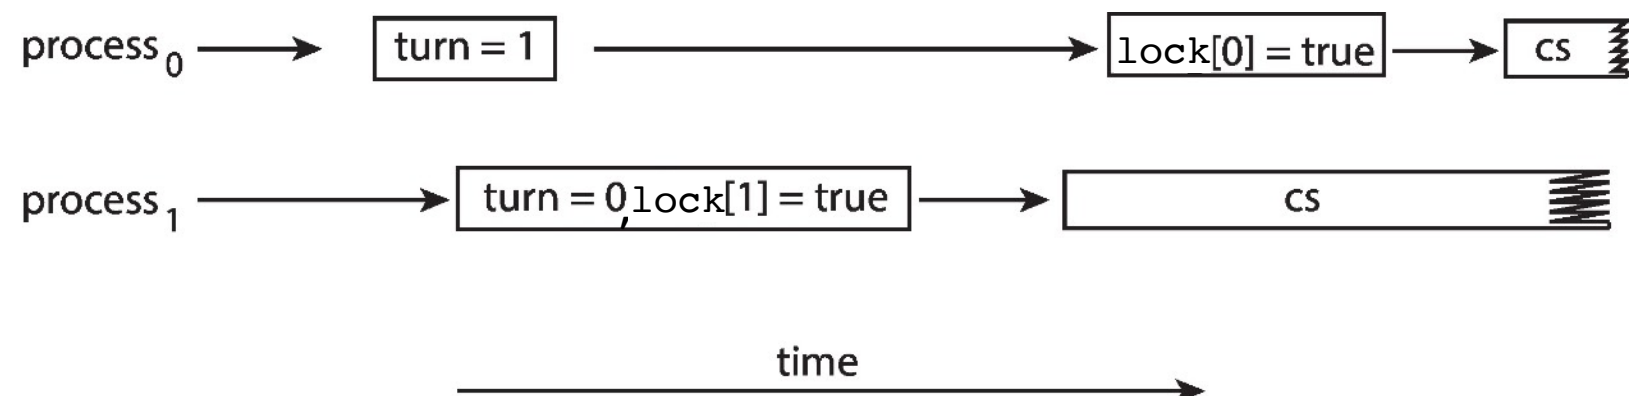 process0 turn = 1 lock[0] = true cs
process1 turn = 0,lock[1] = true cs
time